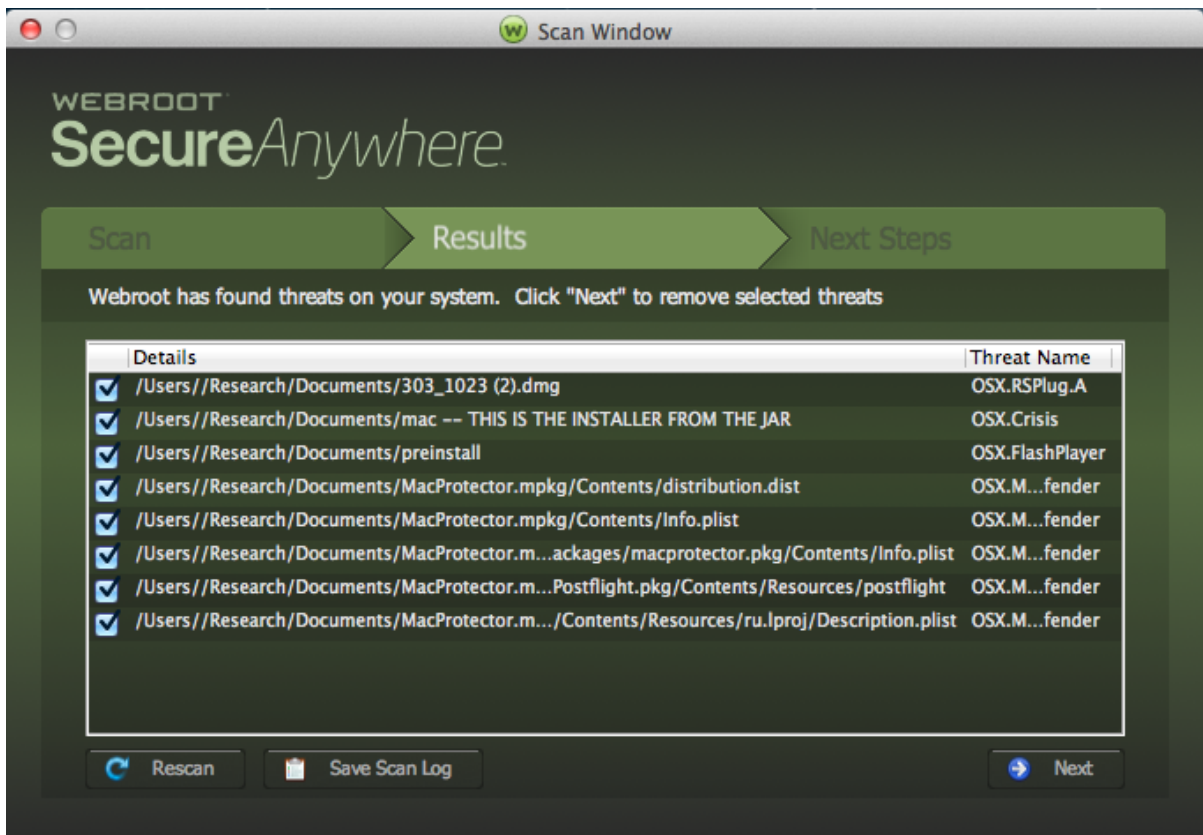 Scan Window
WEBROOT™
SecureAnywhere™
Scan Results Next Steps
Webroot has found threats on your system. Click "Next" to remove selected threats
Details Threat Name
/Users//Research/Documents/303_1023 (2).dmg OSX.RSPlug.A
/Users//Research/Documents/mac -- THIS IS THE INSTALLER FROM THE JAR OSX.Crisis
/Users//Research/Documents/preinstall OSX.FlashPlayer
/Users//Research/Documents/MacProtector.mpkg/Contents/distribution.dist OSX.M...fender
/Users//Research/Documents/MacProtector.mpkg/Contents/Info.plist OSX.M...fender
/Users//Research/Documents/MacProtector.m...ackages/macprotector.pkg/Contents/Info.plist OSX.M...fender
/Users//Research/Documents/MacProtector.m...Postflight.pkg/Contents/Resources/postflight OSX.M...fender
/Users//Research/Documents/MacProtector.m.../Contents/Resources/ru.lproj/Description.plist OSX.M...fender
Rescan Save Scan Log Next